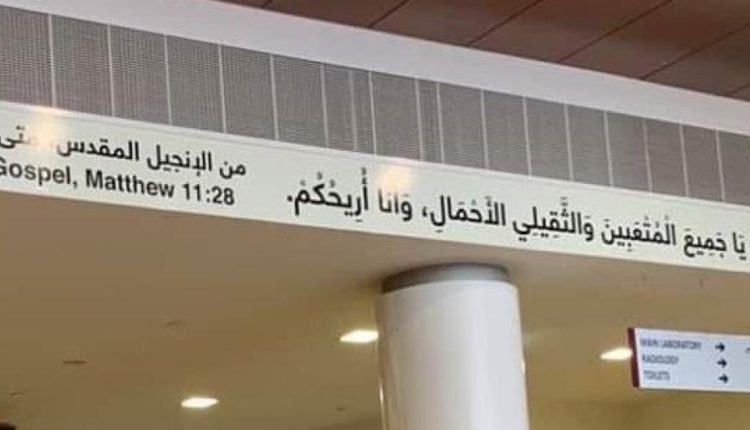 يَا جَمِيعَ الْمُتْعَبِينَ وَالثَّقِيلِي الأَحْمَالِ، وَأَنَا أُرِيحُكُمْ.
من الإنجيل المقدس، متى
Gospel, Matthew 11:28
MAIN LABORATORY →
RADIOLOGY →
TOILETS →